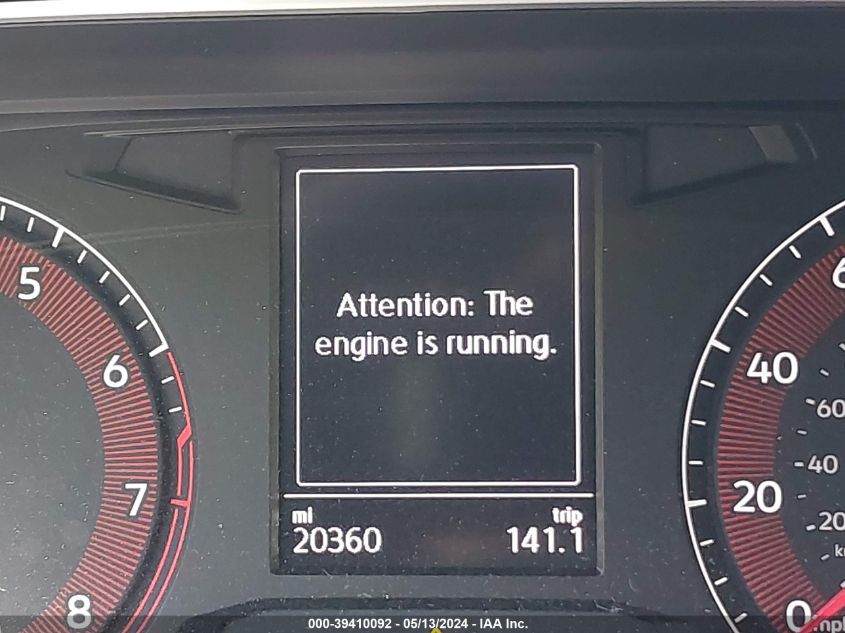 Attention: The
engine is running.
mi
trip
20360
141.1
5
6
7
8
6
40
20
0
60
40
20
000-39410092 - 05/13/2024 - IAA Inc.